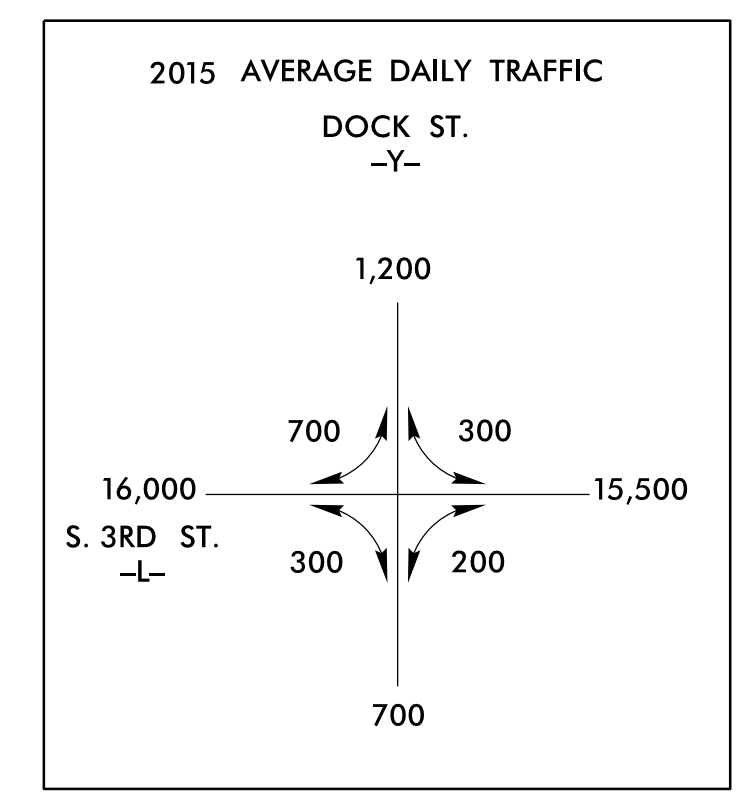 2015 AVERAGE DAILY TRAFFIC
DOCK ST.
–Y–
1,200
700
300
16,000
15,500
S. 3RD ST.
–L–
300
200
700